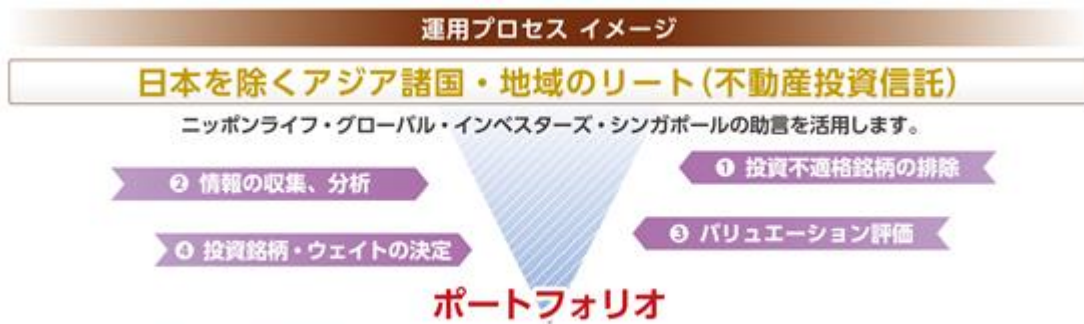 運用プロセス イメージ
日本を除くアジア諸国・地域のリート(不動産投資信託)
ニッポンライフ・グローバル・インベスターズ・シンガポールの助言を活用します。
❶ 投資不適格銘柄の排除
❷ 情報の収集、分析
❸ バリュエーション評価
❹ 投資銘柄・ウェイトの決定
ポートフォリオ